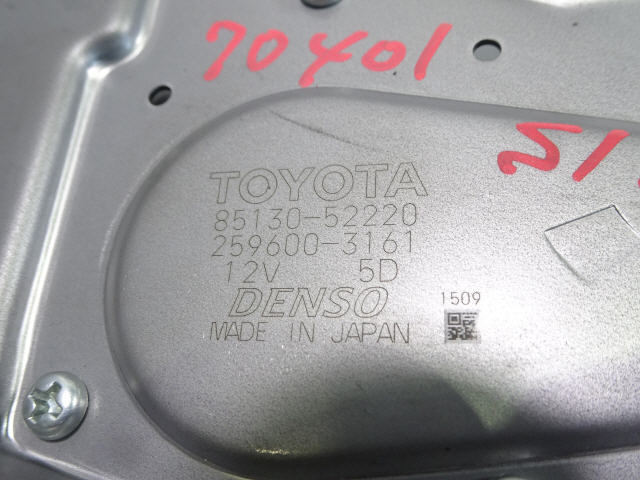 70401
TOYOTA
85130-52220
259600-3161
12V 5D
DENSO
1509
MADE IN JAPAN